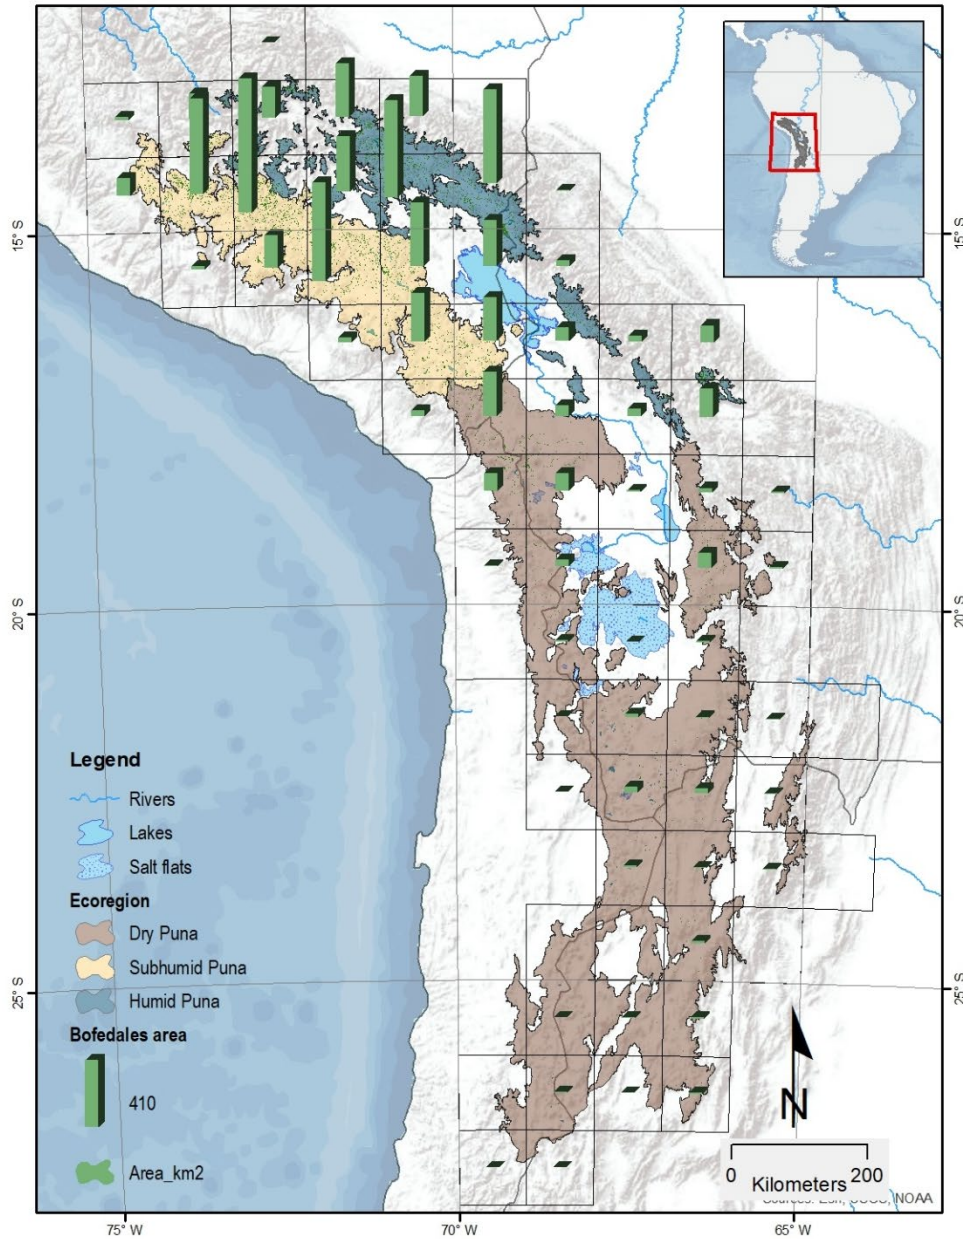 15° S
15° S
20° S
20° S
Legend
Rivers
Lakes
Salt flats
Ecoregion
Dry Puna
Subhumid Puna
Humid Puna
25° S
25° S
Bofedales area
410
Area_km2
N
0
200
Kilometers
NOAA
75° W
70° W
65° W